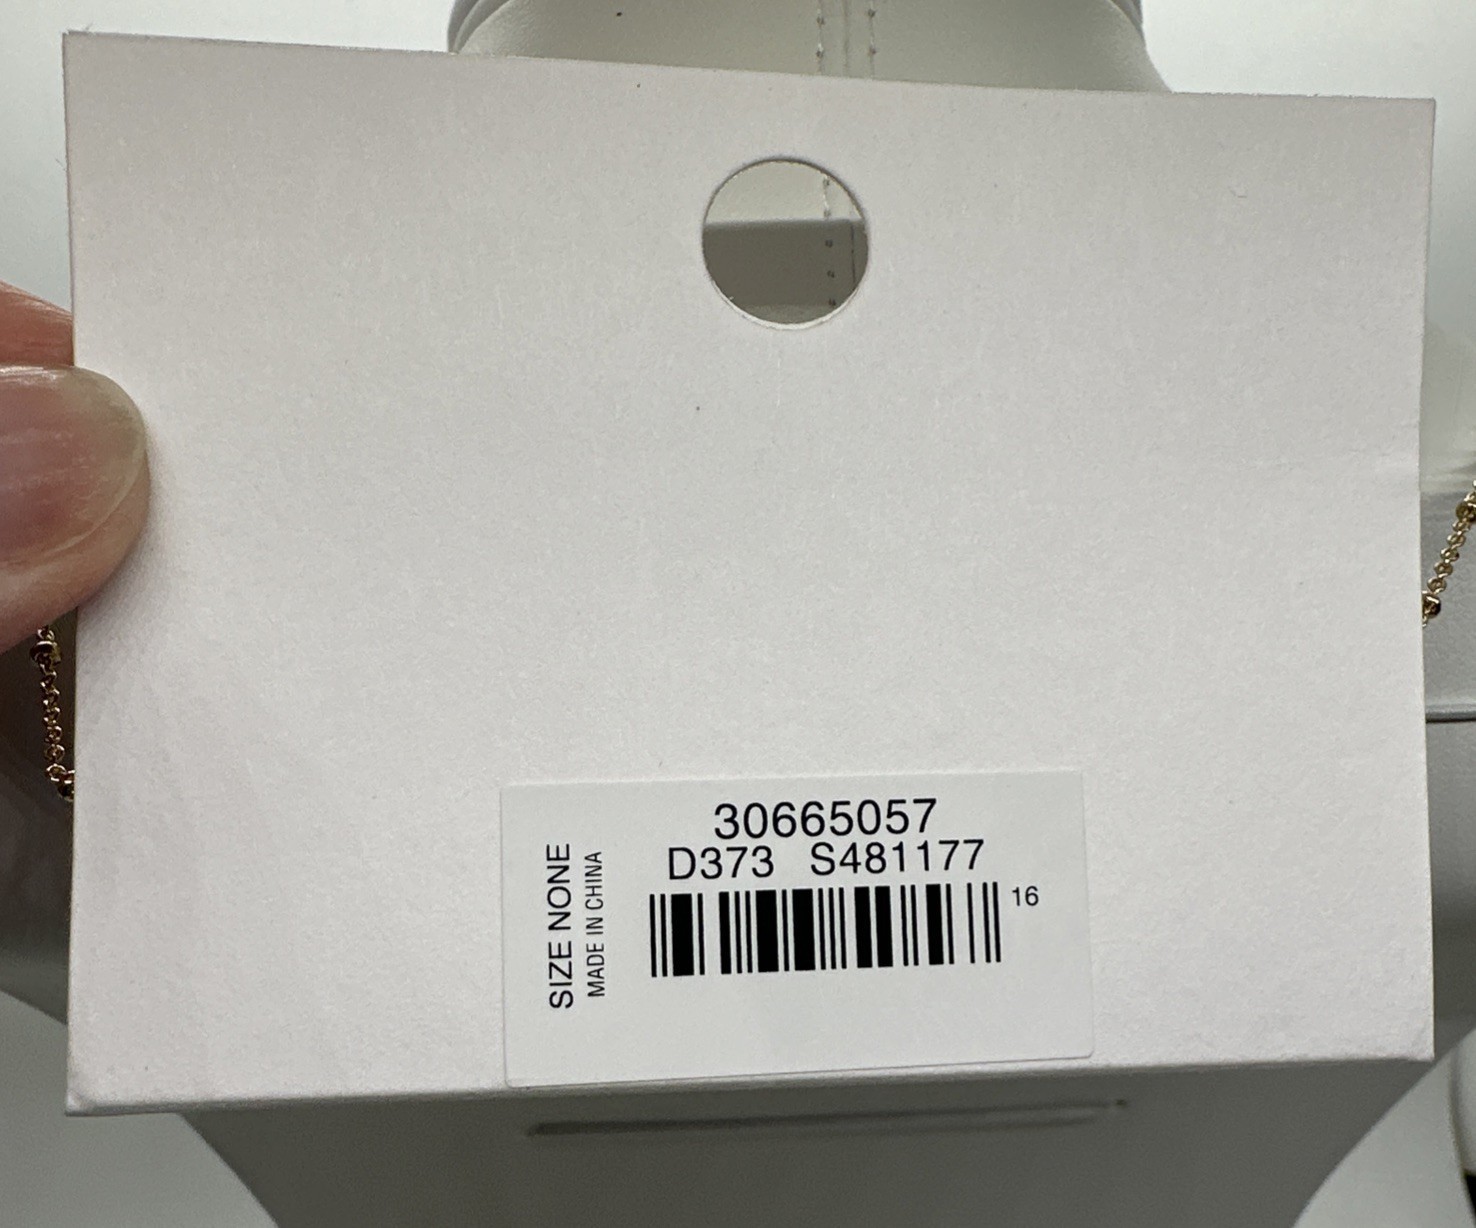 30665057
D373 S481177
16
SIZE NONE
MADE IN CHINA